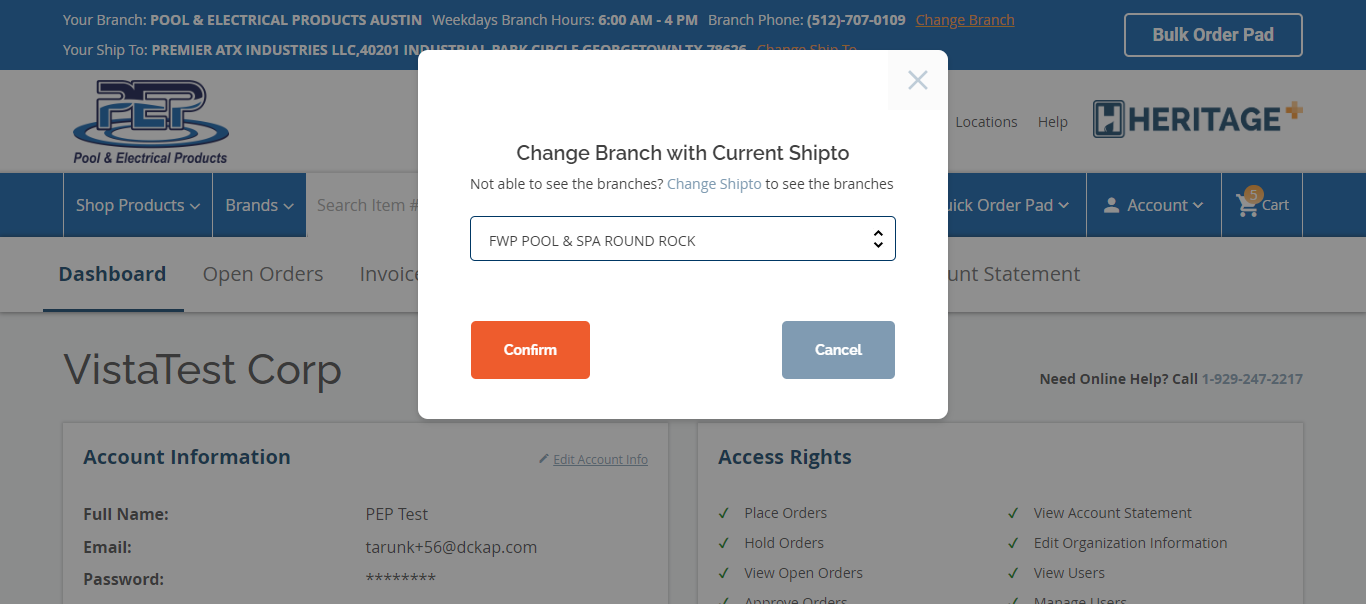 Your Branch: POOL & ELECTRICAL PRODUCTS AUSTIN Weekdays Branch Hours: 6:00 AM - 4 PM Branch Phone: (512)-707-0109 Change Branch
Your Ship To: PREMIER ATX INDUSTRIES LLC,40201 INDUSTRIAL PARK CIRCLE GEORGETOWN TX 78626 Change Ship To
Bulk Order Pad
PEP
Pool & Electrical Products
Locations Help
HERITAGE+
Shop Products
Brands
Search Item #
Quick Order Pad
Account
5
Cart
Dashboard
Open Orders
Invoice
Statement
Change Branch with Current Shipto
Not able to see the branches? Change Shipto to see the branches
FWP POOL & SPA ROUND ROCK
Confirm
Cancel
VistaTest Corp
Need Online Help? Call 1-929-247-2217
Account Information
Edit Account Info
Full Name: PEP Test
Email: tarunk+56@dckap.com
Password: ********
Access Rights
Place Orders
View Account Statement
Hold Orders
Edit Organization Information
View Open Orders
View Users
Approve Orders
Manage Users